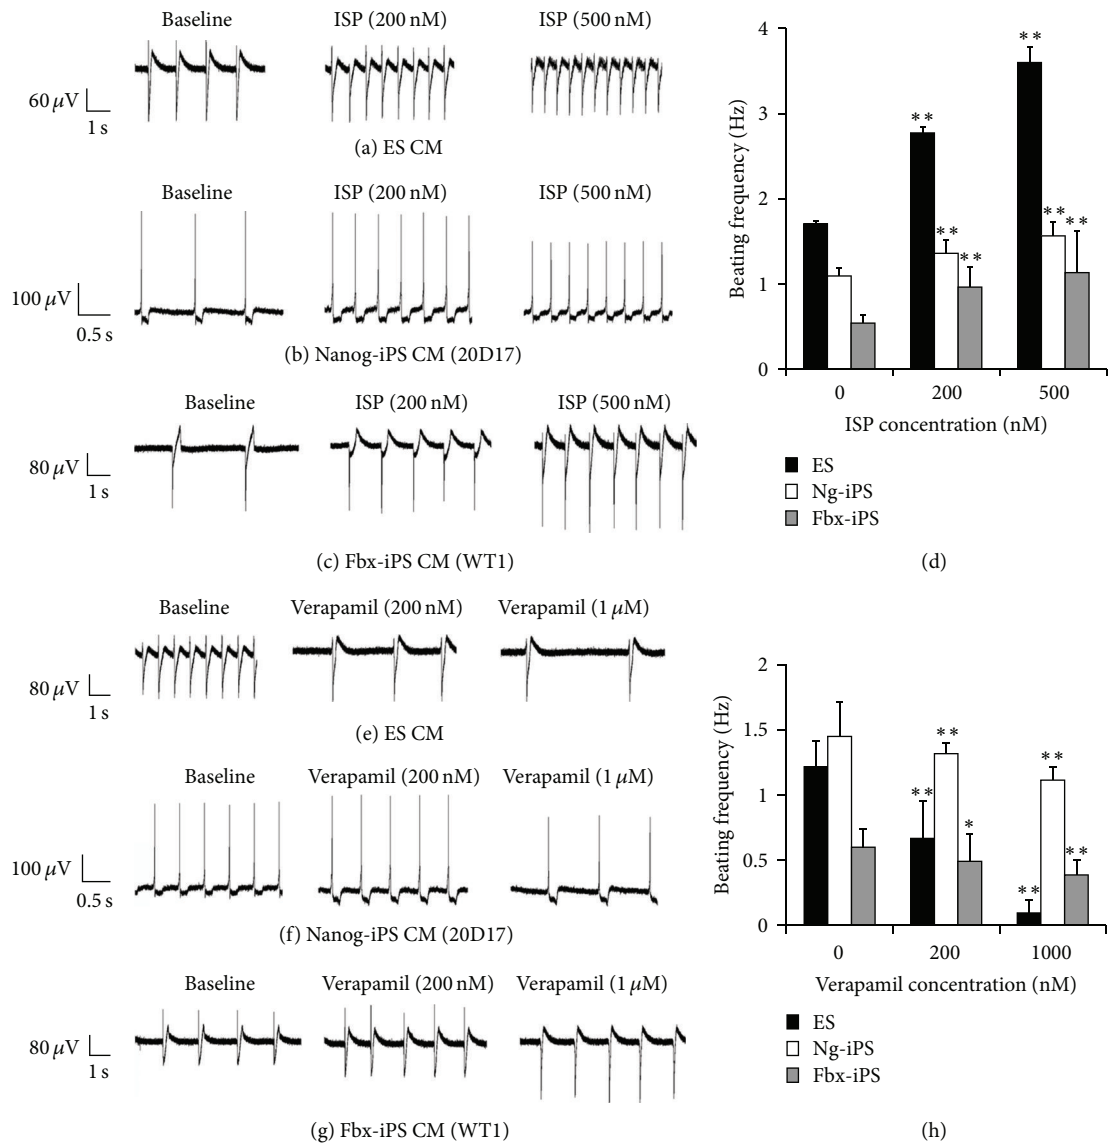 Baseline
ISP (200 nM)
ISP (500 nM)
60 μV
1 s
(a) ES CM
Baseline
ISP (200 nM)
ISP (500 nM)
100 μV
0.5 s
(b) Nanog-iPS CM (20D17)
Baseline
ISP (200 nM)
ISP (500 nM)
80 μV
1 s
(c) Fbx-iPS CM (WT1)
4
3
2
1
0
Beating frequency (Hz)
**
**
**
**
**
**
0
200
500
ISP concentration (nM)
ES
Ng-iPS
Fbx-iPS
(d)
Baseline
Verapamil (200 nM)
Verapamil (1 μM)
80 μV
1 s
(e) ES CM
Baseline
Verapamil (200 nM)
Verapamil (1 μM)
100 μV
0.5 s
(f) Nanog-iPS CM (20D17)
Baseline
Verapamil (200 nM)
Verapamil (1 μM)
80 μV
1 s
(g) Fbx-iPS CM (WT1)
2
1.5
1
0.5
0
Beating frequency (Hz)
**
**
*
**
**
**
0
200
1000
Verapamil concentration (nM)
ES
Ng-iPS
Fbx-iPS
(h)